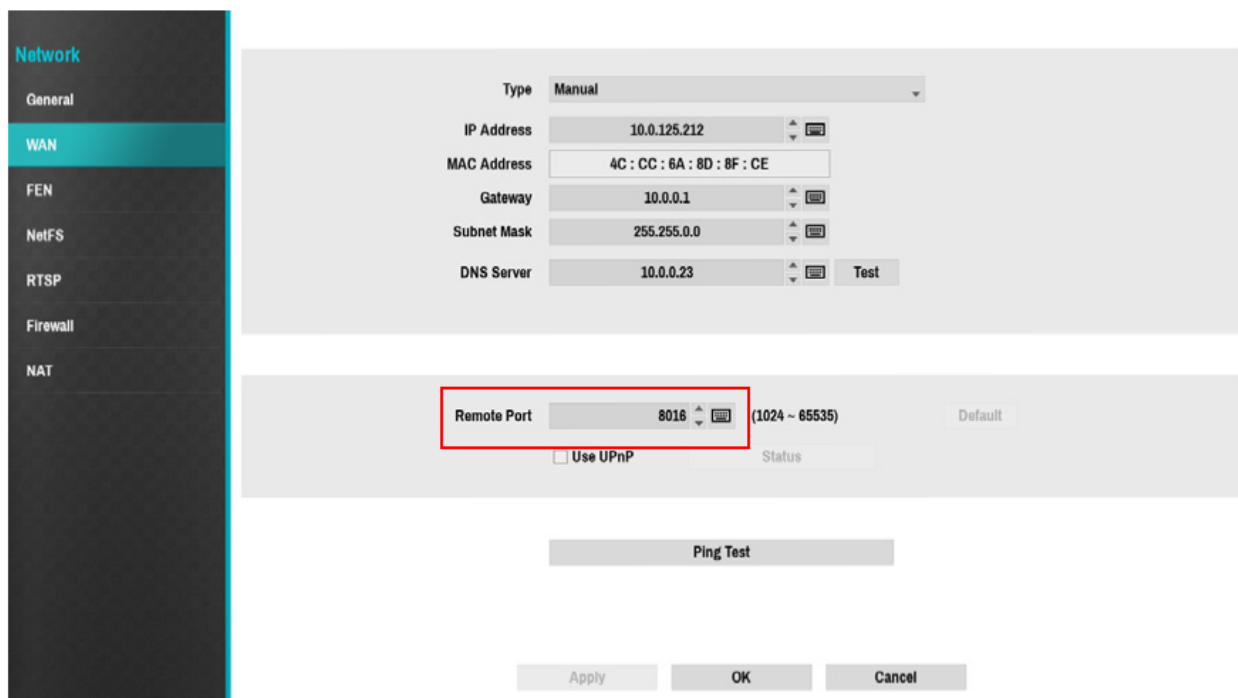 Network
General
WAN
FEN
NetFS
RTSP
Firewall
NAT
Type Manual
IP Address 10.0.125.212
MAC Address 4C : CC : 6A : 8D : 8F : CE
Gateway 10.0.0.1
Subnet Mask 255.255.0.0
DNS Server 10.0.0.23 Test
Remote Port 8016 (1024 ~ 65535) Default
Use UPnP Status
Ping Test
Apply OK Cancel